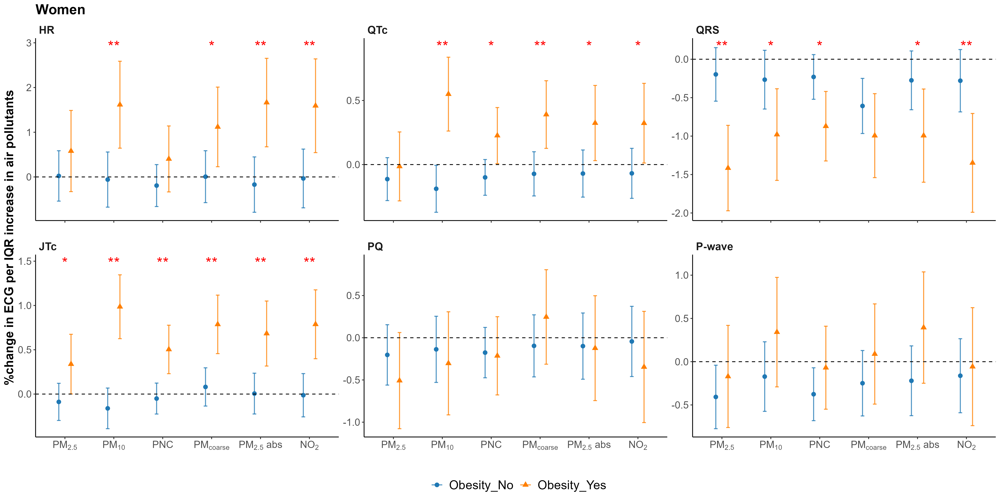 Women
HR
QTc
QRS
** * ** **
** * ** * *
** * * * **
3
2
1
0
0.5
0.0
0.0
-0.5
-1.0
-1.5
-2.0
%change in ECG per IQR increase in air pollutants
JTc
PQ
P-wave
* ** ** ** ** **
1.5
1.0
0.5
0.0
0.5
0.0
-0.5
-1.0
1.0
0.5
0.0
-0.5
PM2.5 PM10 PNC PMcoarse PM2.5 abs NO2
PM2.5 PM10 PNC PMcoarse PM2.5 abs NO2
PM2.5 PM10 PNC PMcoarse PM2.5 abs NO2
Obesity_No Obesity_Yes